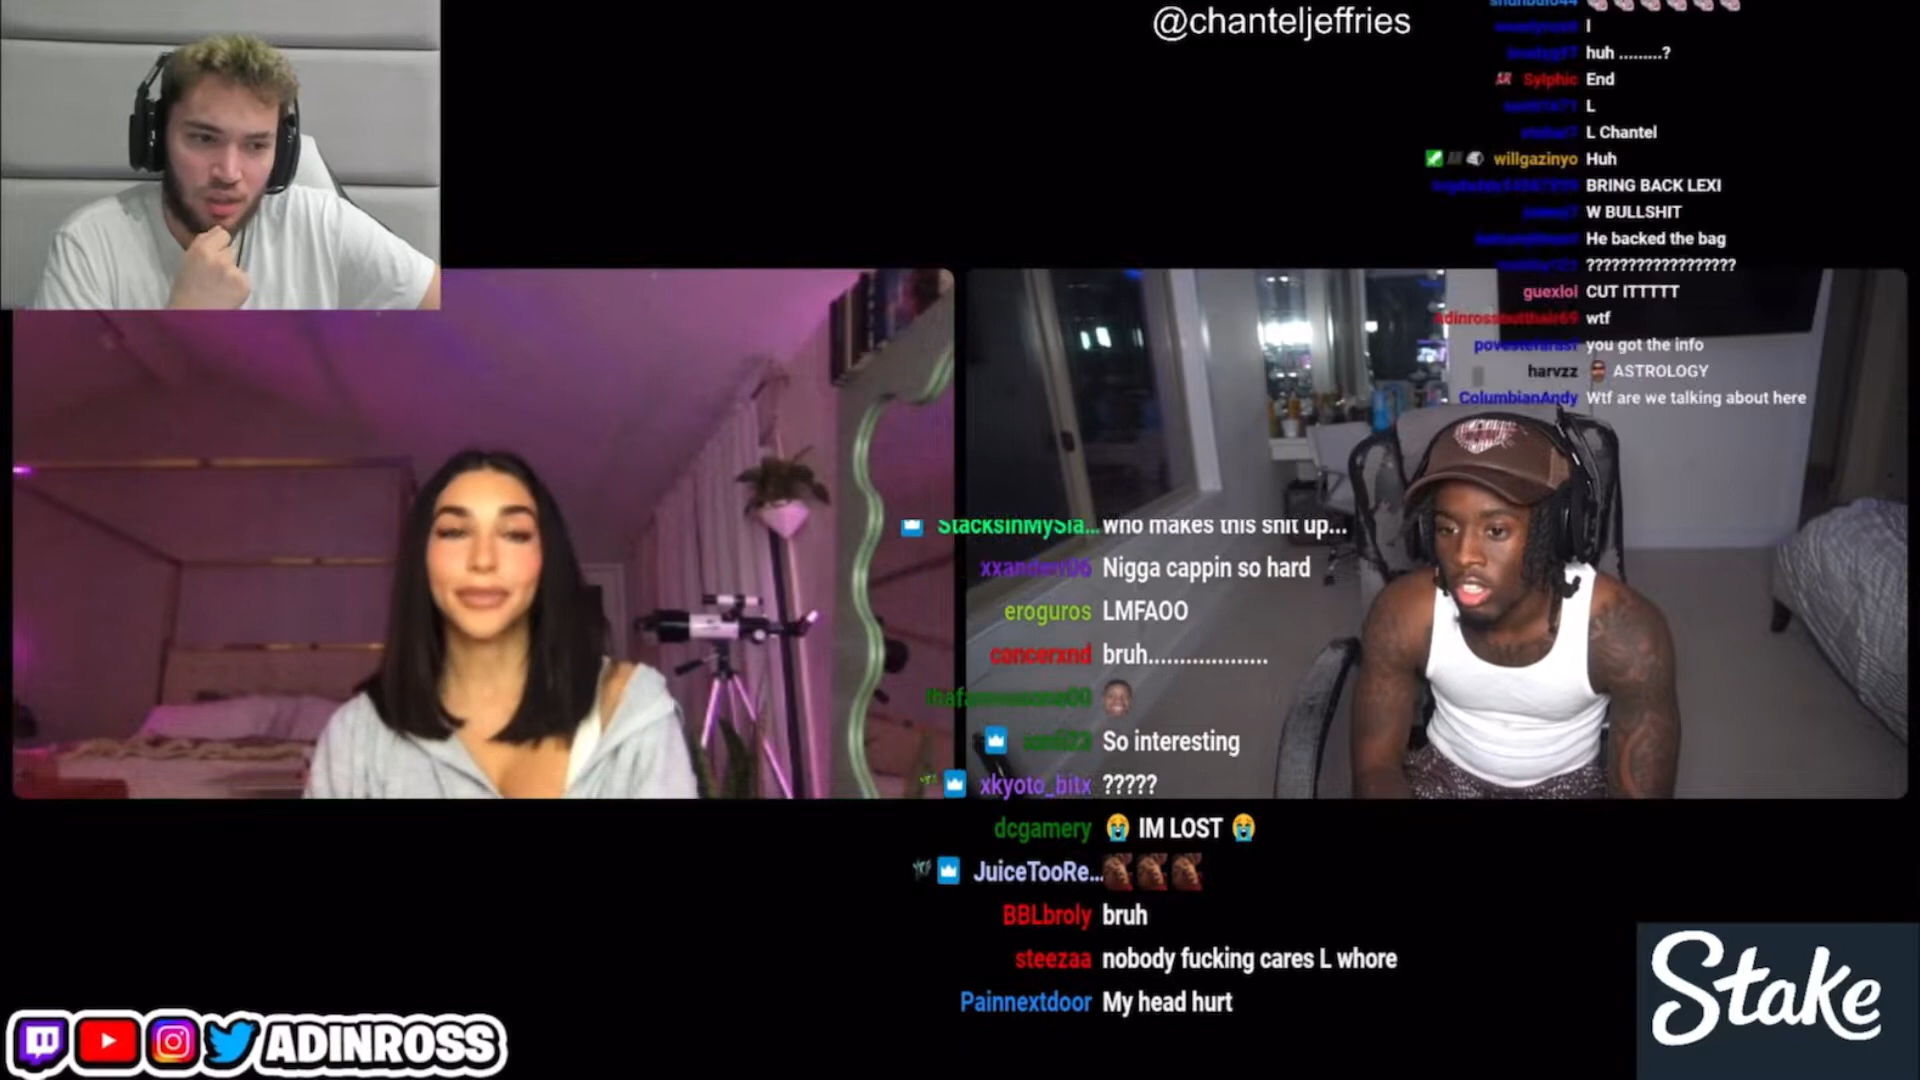 @chanteljeffries
I
huh .........?
Sylphic End
L
L Chantel
willgazinyo Huh
BRING BACK LEXI
W BULLSHIT
He backed the bag
??????????????????
guexlol CUT ITTTTT
wtf
you got the info
harvzz ASTROLOGY
ColumbianAndy Wtf are we talking about here
StacksInMySla... who makes this shit up...
Nigga cappin so hard
eroguros LMFAOO
cancerxnd bruh...................
So interesting
xkyoto_bitx ?????
dcgamery 😭 IM LOST 😭
JuiceTooRe...
BBLbroly bruh
steezaa nobody fucking cares L whore
Painnextdoor My head hurt
ADINROSS
Stake